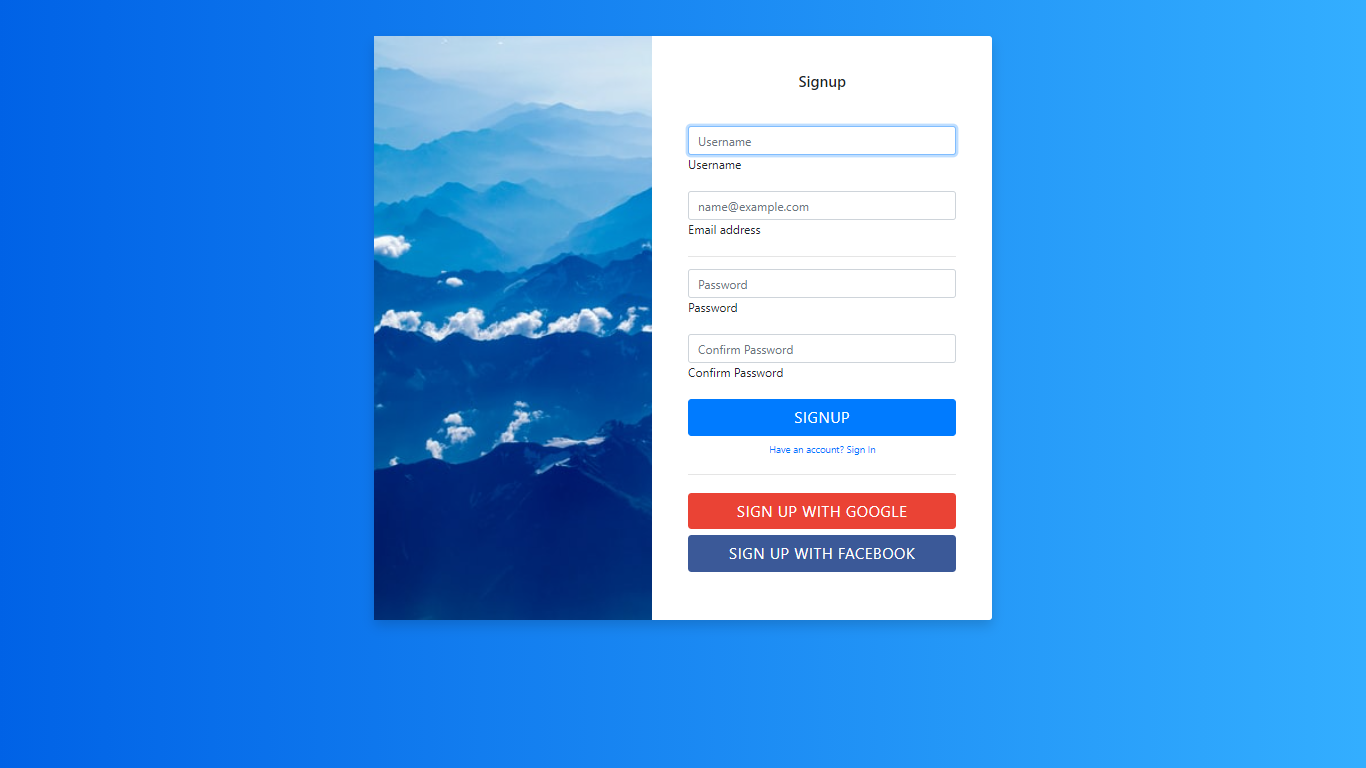 Signup
Username
Username
name@example.com
Email address
Password
Password
Confirm Password
Confirm Password
SIGNUP
Have an account? Sign In
SIGN UP WITH GOOGLE
SIGN UP WITH FACEBOOK